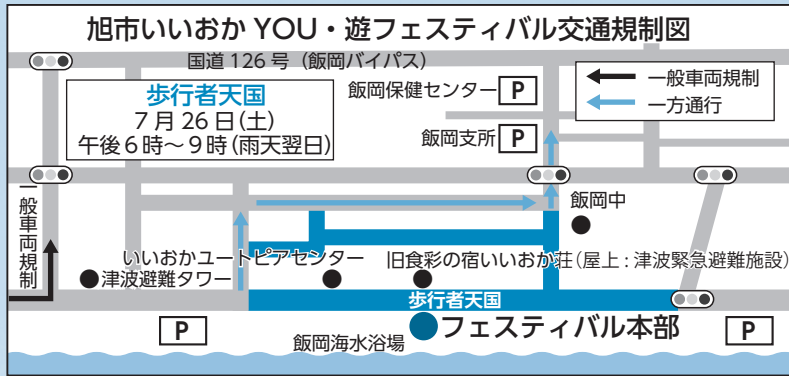 旭市いいおかYOU・遊フェスティバル交通規制図
国道126号（飯岡バイパス）
歩行者天国
7月26日(土)
午後6時～9時(雨天翌日)
飯岡保健センター P
一般車両規制
一方通行
飯岡支所 P
一般車両規制
飯岡中
いいおかユートピアセンター
旧食彩の宿いいおか荘(屋上：津波緊急避難施設)
津波避難タワー
歩行者天国
P
フェスティバル本部
P
飯岡海水浴場